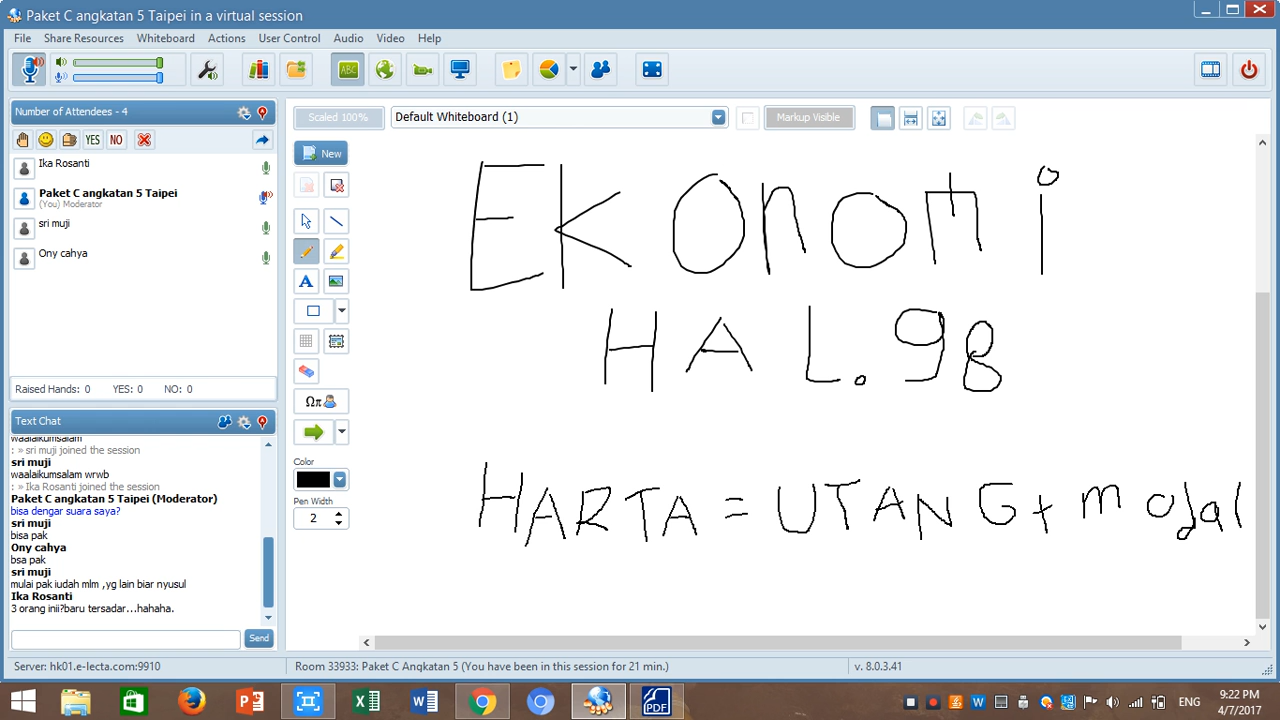 Paket C angkatan 5 Taipei in a virtual session
File Share Resources Whiteboard Actions User Control Audio Video Help
ABC
Number of Attendees - 4
YES NO
Ika Rosanti
Paket C angkatan 5 Taipei
(You) Moderator
sri muji
Ony cahya
Raised Hands: 0 YES: 0 NO: 0
Text Chat
waalaikumsalam
: » sri muji joined the session
sri muji
waalaikumsalam wrwb
: » Ika Rosanti joined the session
Paket C angkatan 5 Taipei (Moderator)
bisa dengar suara saya?
sri muji
bisa pak
Ony cahya
bsa pak
sri muji
mulai pak iudah mlm ,yg lain biar nyusul
Ika Rosanti
3 orang inii?baru tersadar...hahaha.
Send
Scaled 100% Default Whiteboard (1) Markup Visible
New
A
Ωπ
Color
Pen Width
2
EKOnOMi
HAL. 98
HARTA = UTANG + modal
Server: hk01.e-lecta.com:9910 Room 33933: Paket C Angkatan 5 (You have been in this session for 21 min.) v. 8.0.3.41
PDF
ENG
9:22 PM
4/7/2017